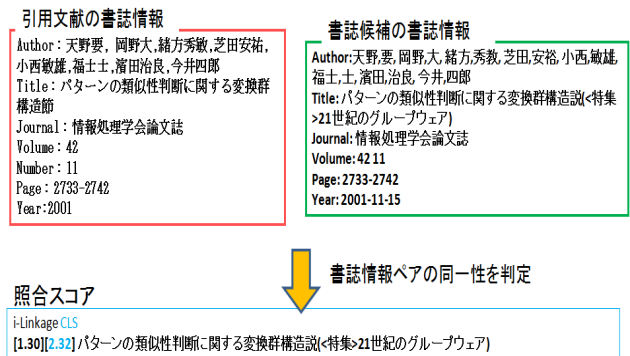 引用文献の書誌情報
Author：天野要, 岡野大,緒方秀敏,芝田安祐,
小西敏雄,福士士,濱田治良,今井四郎
Title：パターンの類似性判断に関する変換群
構造節
Journal：情報処理学会論文誌
Volume：42
Number：11
Page：2733-2742
Year:2001
書誌候補の書誌情報
Author:天野,要,岡野,大,緒方,秀教,芝田,安裕,小西,敏雄,
福士,士,濱田,治良,今井,四郎
Title: パターンの類似性判断に関する変換群構造説(<特集
>21世紀のグループウェア)
Journal: 情報処理学会論文誌
Volume: 42 11
Page: 2733-2742
Year: 2001-11-15
書誌情報ペアの同一性を判定
照合スコア
i-Linkage CLS
[1.30][2.32] パターンの類似性判断に関する変換群構造説(<特集>21世紀のグループウェア)